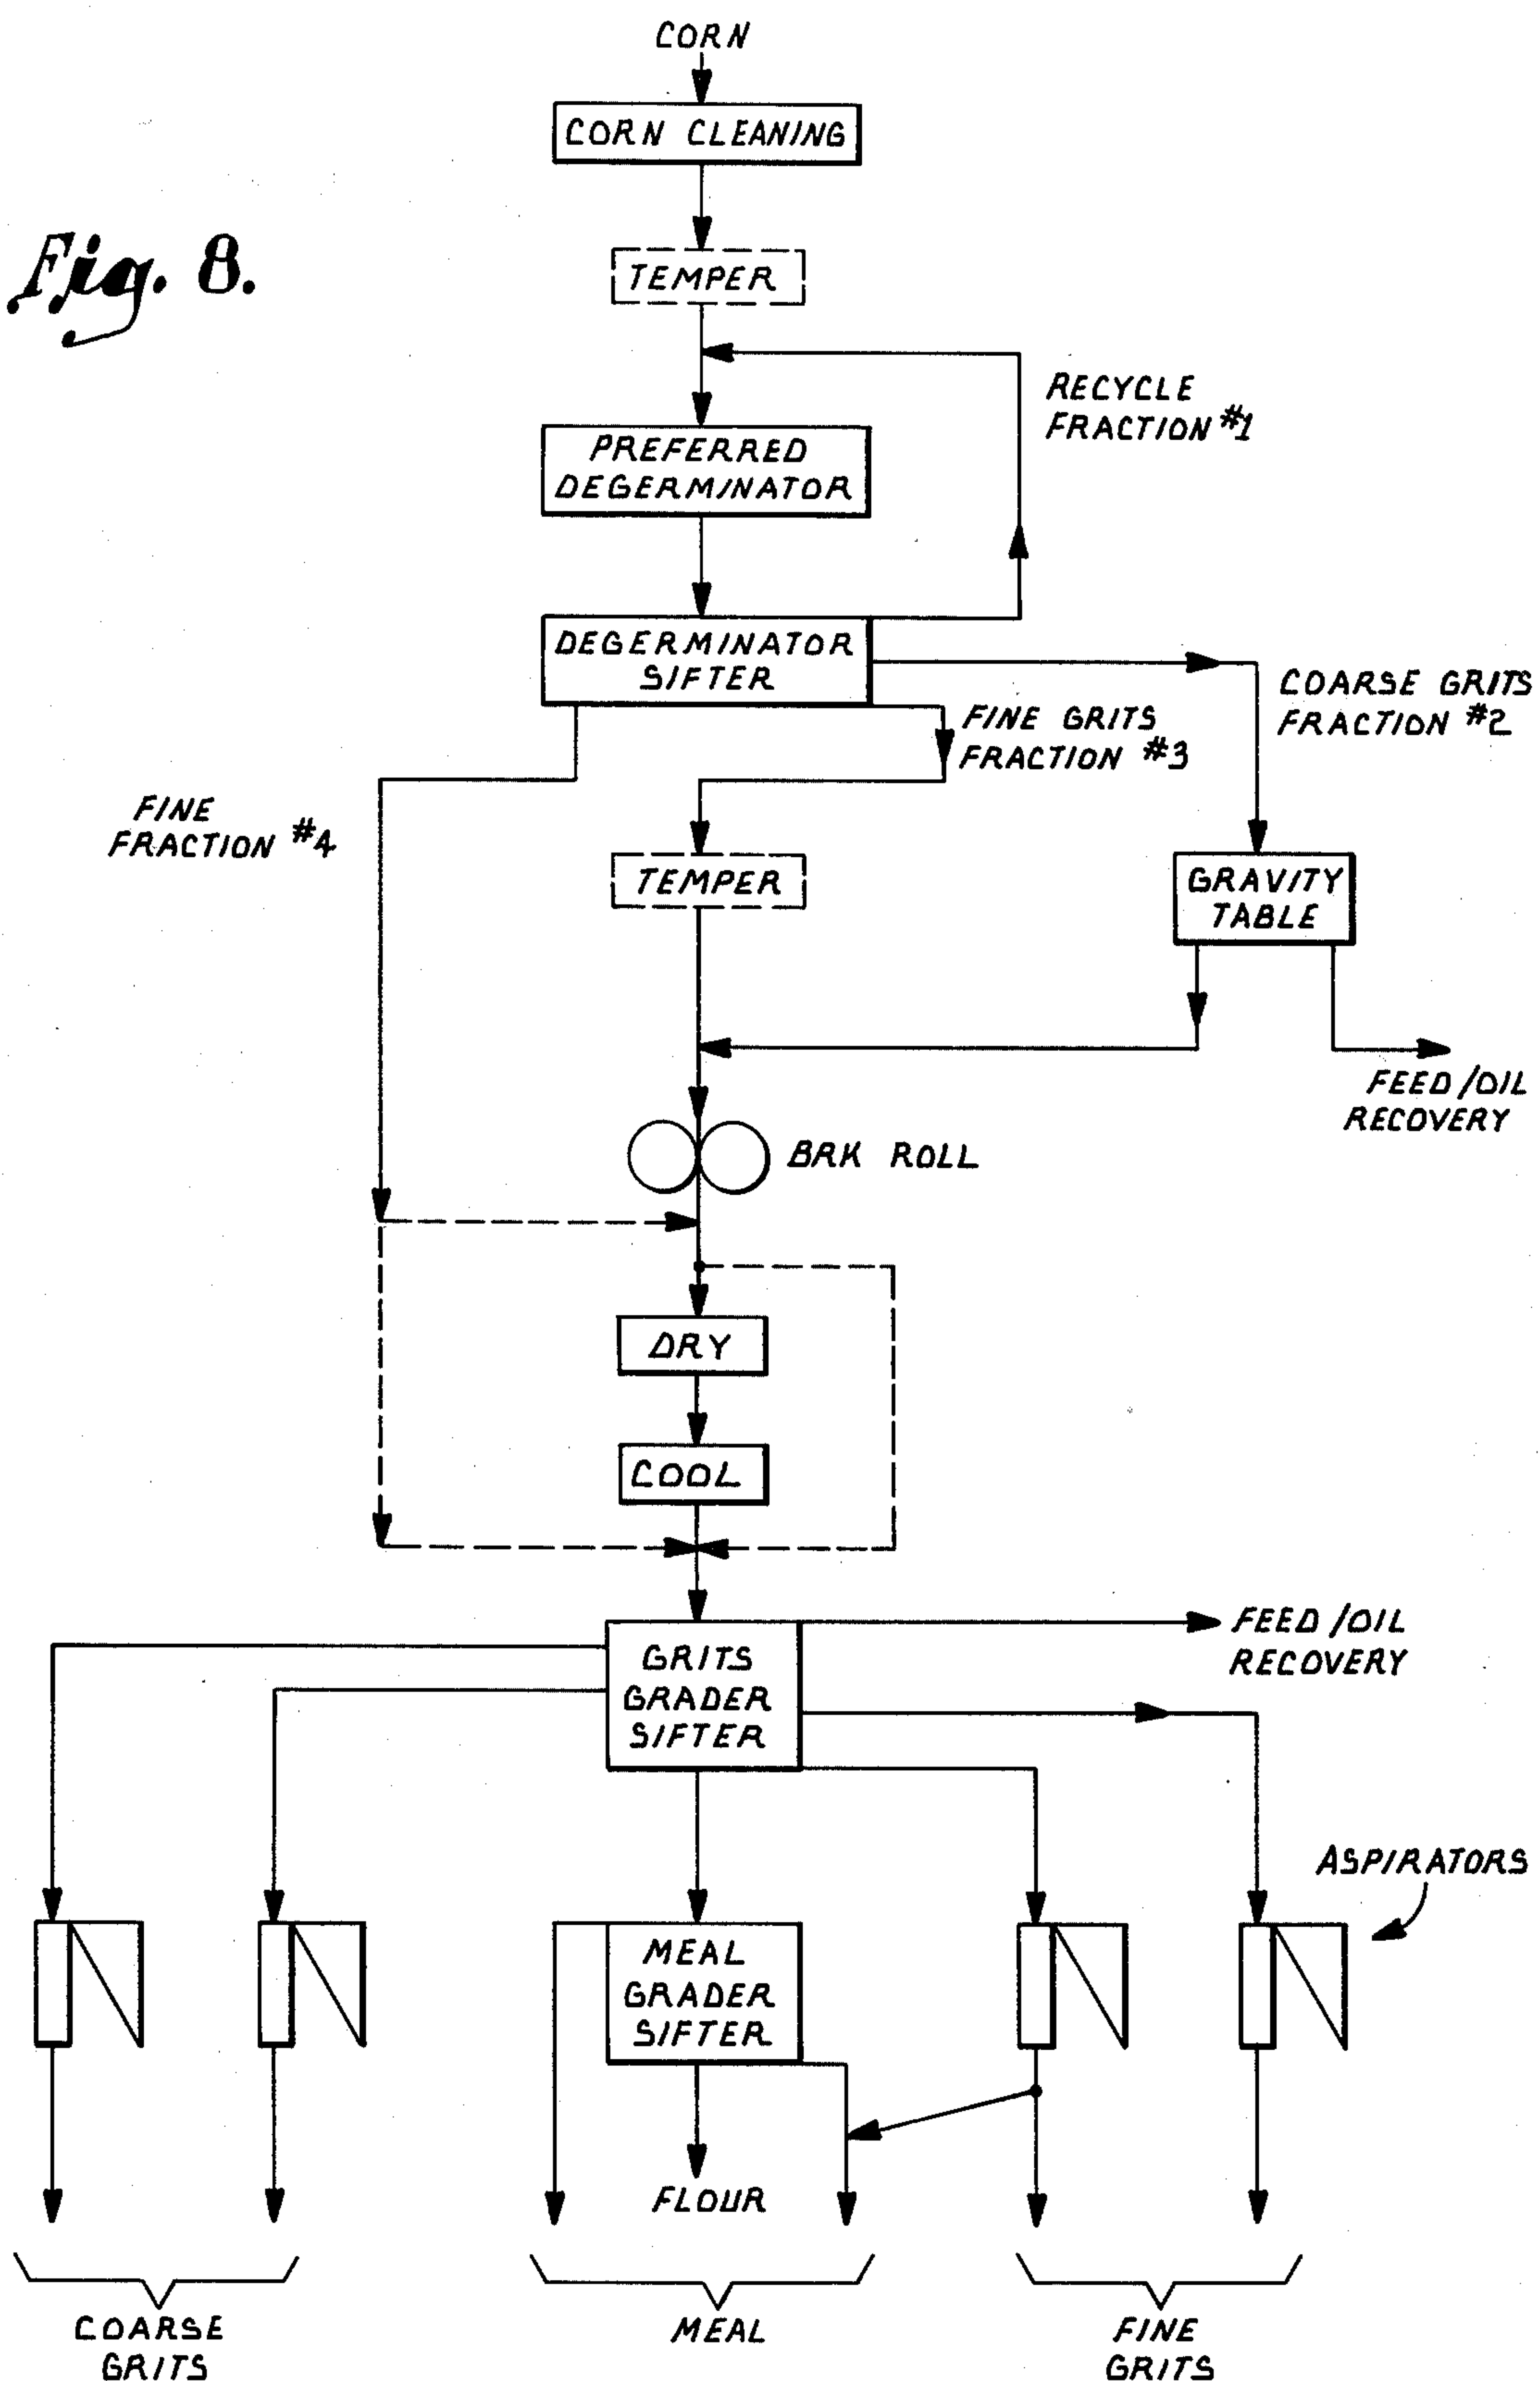 CORN
CORN CLEANING
Fig. 8.
TEMPER
RECYCLE
FRACTION #1
PREFERRED
DEGERMINATOR
DEGERMINATOR
SIFTER
COARSE GRITS
FRACTION #2
FINE GRITS
FRACTION #3
FINE
FRACTION #4
TEMPER
GRAVITY
TABLE
FEED/OIL
RECOVERY
BRK ROLL
DRY
COOL
FEED/OIL
RECOVERY
GRITS
GRADER
SIFTER
ASPIRATORS
MEAL
GRADER
SIFTER
FLOUR
COARSE
GRITS
MEAL
FINE
GRITS